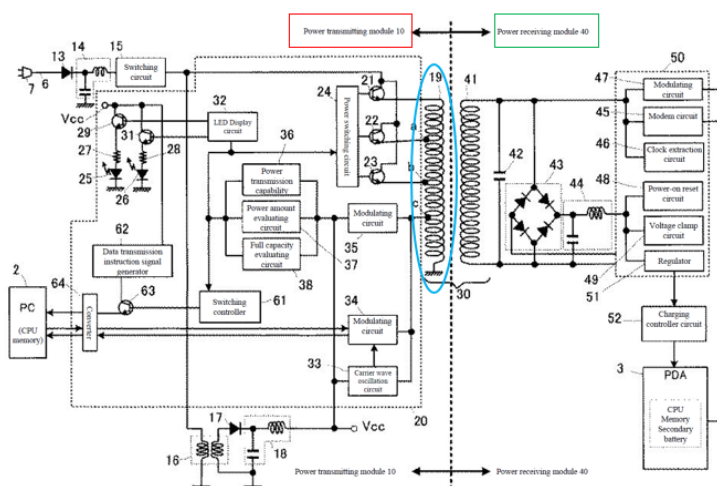 Power transmitting module 10
Power receiving module 40
13
14
15
Switching
circuit
6
7
Vcc
29
31
27
28
25
26
32
LED Display
circuit
24
Power switching circuit
21
22
23
19
a
b
c
41
30
42
43
44
50
47
Modulating
circuit
45
Modem circuit
46
Clock extraction
circuit
48
Power-on reset
circuit
Voltage clamp
circuit
49
51
Regulator
52
Charging
controller circuit
3
PDA
CPU
Memory
Secondary
battery
36
Power
transmission
capability
Power amount
evaluating
circuit
37
Full capacity
evaluating circuit
38
Modulating
circuit
35
62
Data transmission
instruction signal
generator
63
64
Converter
2
PC
(CPU
memory)
Switching
controller
61
34
Modulating
circuit
33
Carrier wave
oscillation circuit
20
17
Vcc
16
18
Power transmitting module 10
Power receiving module 40